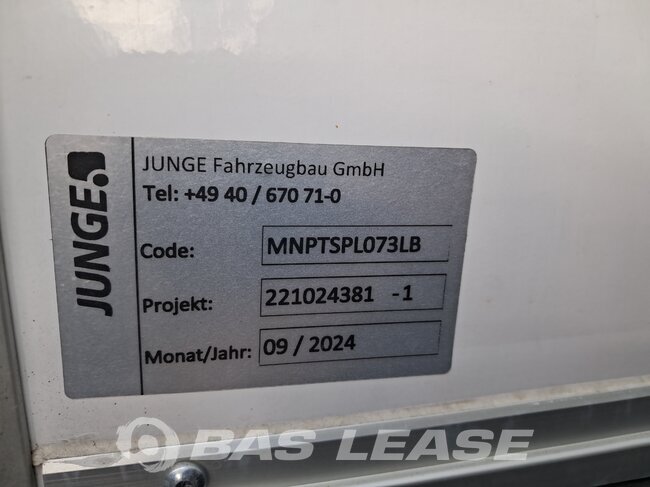 JUNGE
JUNGE Fahrzeugbau GmbH
Tel: +49 40 / 670 71-0
Code: MNPTSPL073LB
Projekt: 221024381 -1
Monat/Jahr: 09 / 2024
BAS LEASE